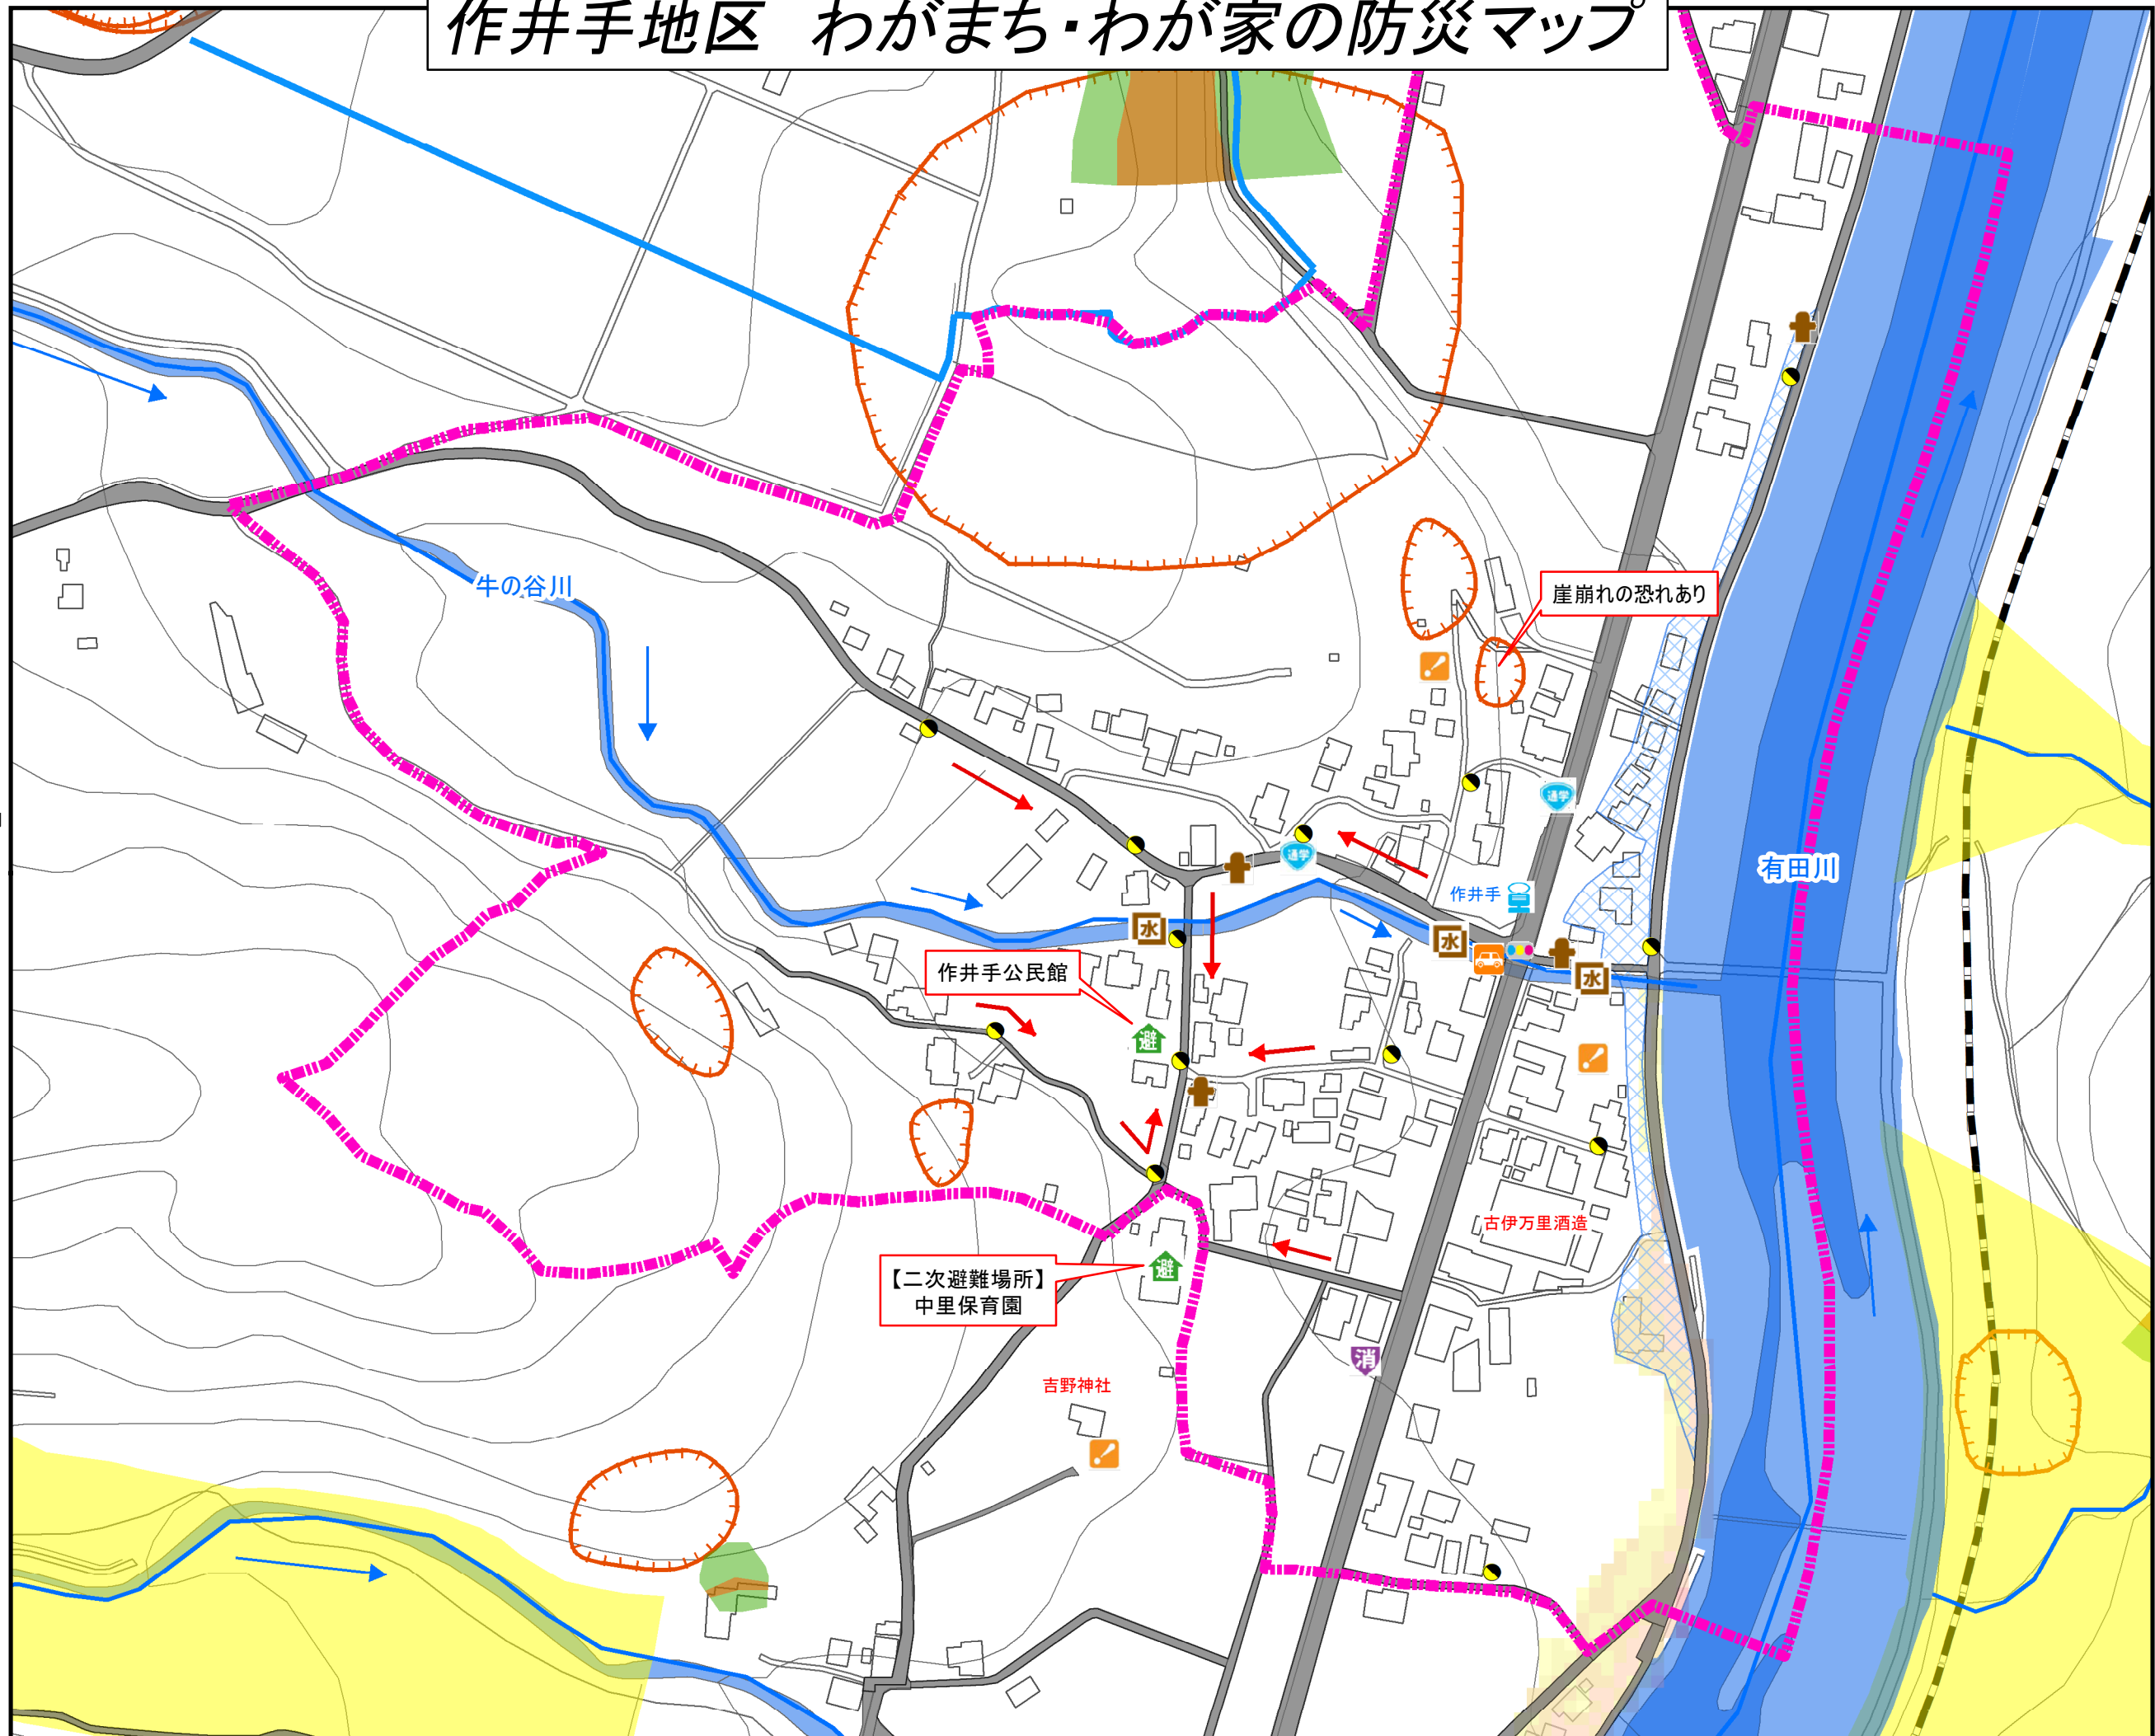 作井手地区 わがまち・わが家の防災マップ
牛の谷川
崖崩れの恐れあり
通学
通学
作井手
有田川
水
水
水
作井手公民館
避
古伊万里酒造
避
【二次避難場所】
中里保育園
消
吉野神社